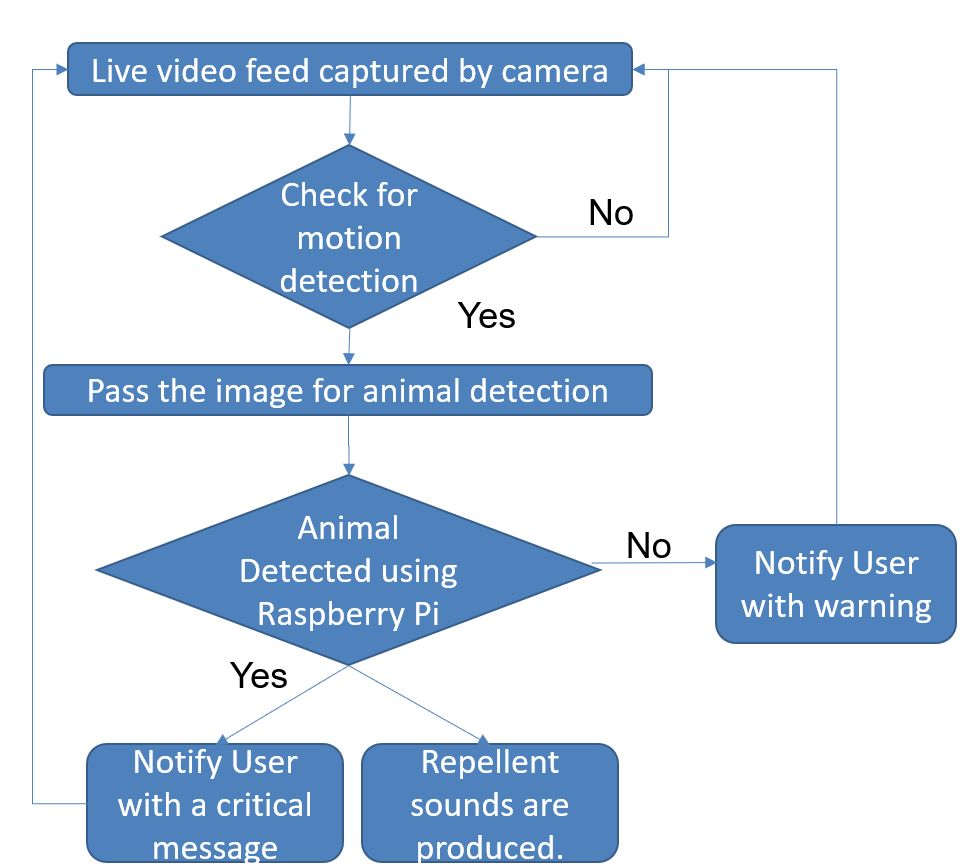 Live video feed captured by camera
Check for
motion
detection
No
Yes
Pass the image for animal detection
Animal
Detected using
Raspberry Pi
No
Notify User
with warning
Yes
Notify User
with a critical
message
Repellent
sounds are
produced.